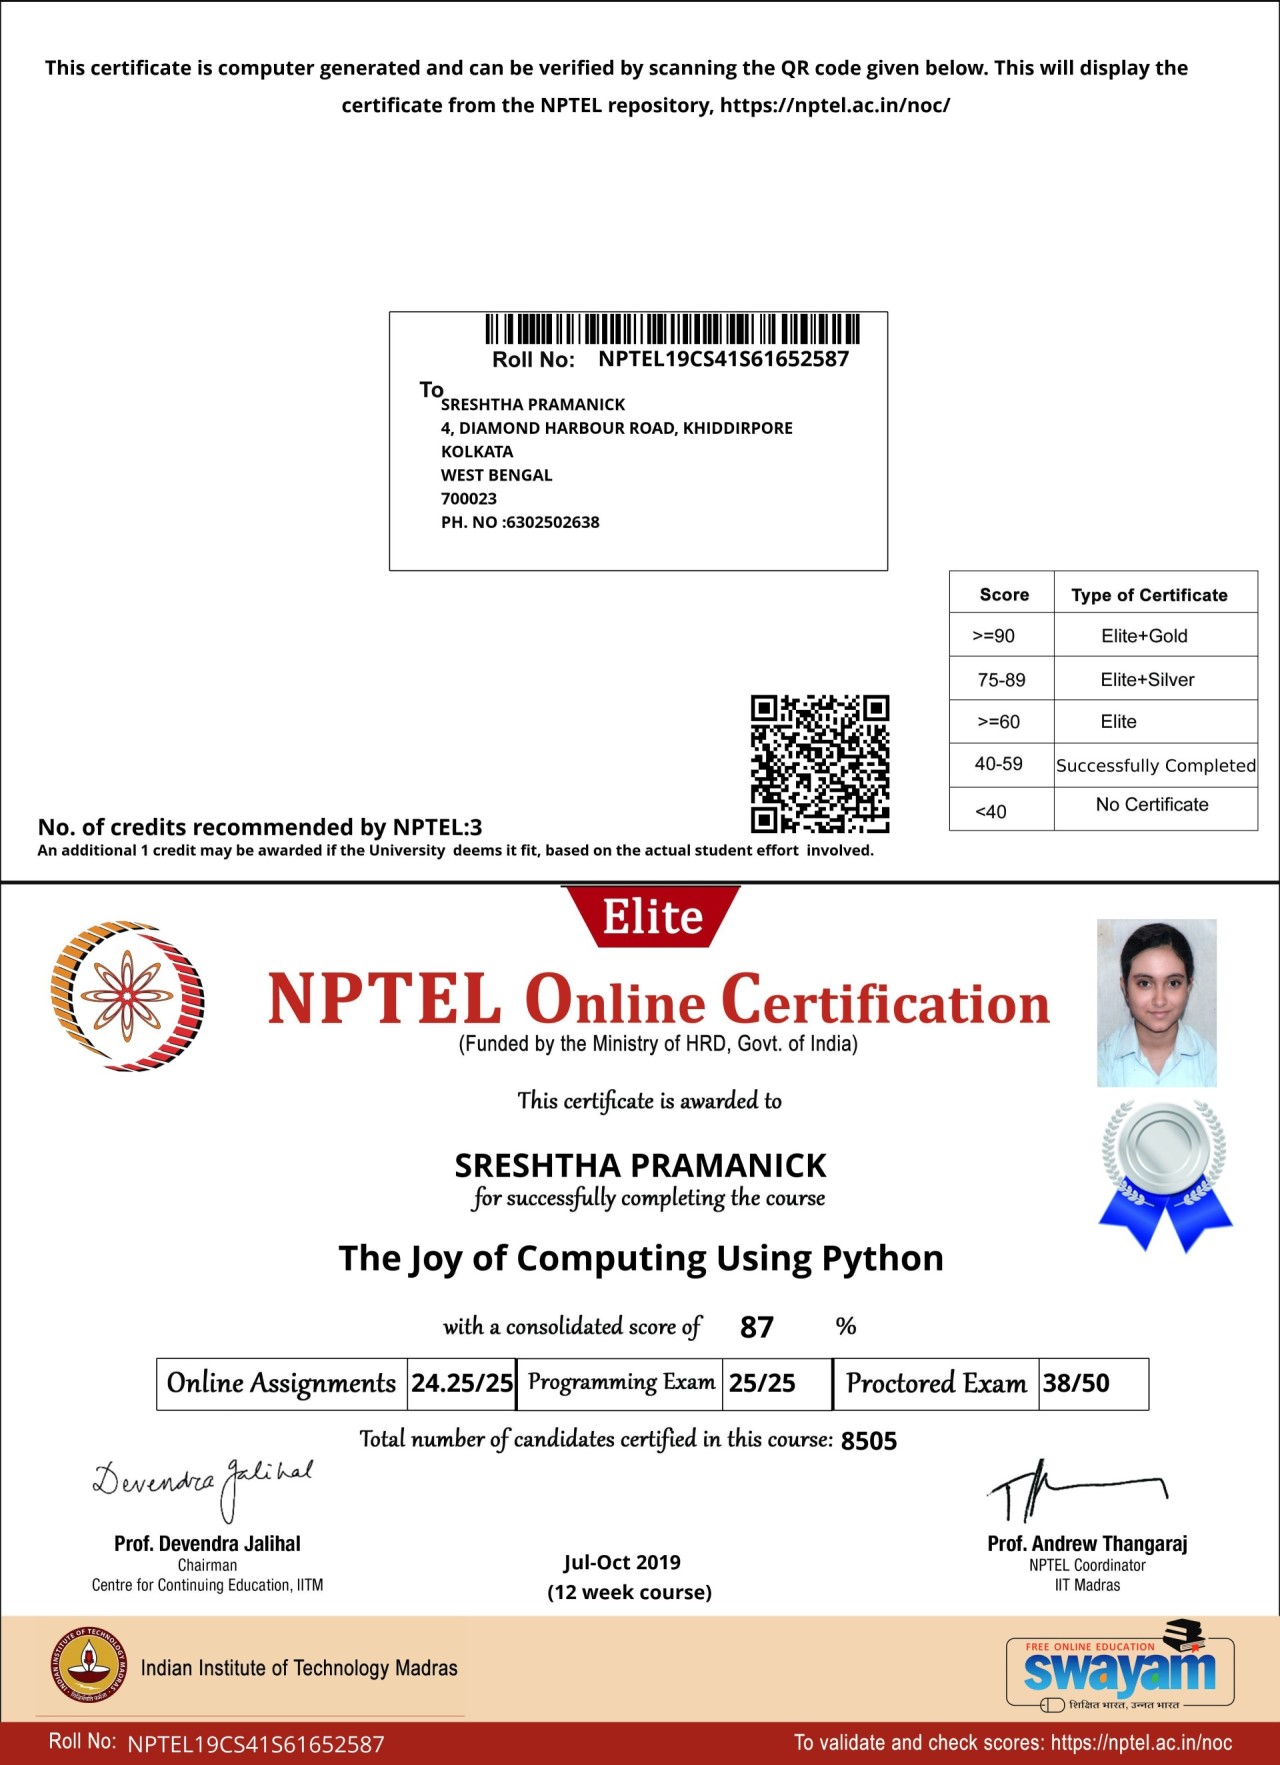 This certificate is computer generated and can be verified by scanning the QR code given below. This will display the
certificate from the NPTEL repository, https://nptel.ac.in/noc/
Roll No: NPTEL19CS41S61652587
To
SRESHTHA PRAMANICK
4, DIAMOND HARBOUR ROAD, KHIDDIRPORE
KOLKATA
WEST BENGAL
700023
PH. NO :6302502638
Score Type of Certificate
>=90 Elite+Gold
75-89 Elite+Silver
>=60 Elite
40-59 Successfully Completed
<40 No Certificate
No. of credits recommended by NPTEL:3
An additional 1 credit may be awarded if the University deems it fit, based on the actual student effort involved.
Elite
NPTEL Online Certification
(Funded by the Ministry of HRD, Govt. of India)
This certificate is awarded to
SRESHTHA PRAMANICK
for successfully completing the course
The Joy of Computing Using Python
with a consolidated score of 87 %
Online Assignments 24.25/25 Programming Exam 25/25 Proctored Exam 38/50
Total number of candidates certified in this course: 8505
Devendra Jalihal
Prof. Devendra Jalihal
Chairman
Centre for Continuing Education, IITM
Jul-Oct 2019
(12 week course)
Prof. Andrew Thangaraj
NPTEL Coordinator
IIT Madras
INDIAN INSTITUTE OF TECHNOLOGY MADRAS
Indian Institute of Technology Madras
FREE ONLINE EDUCATION
swayam
शिक्षित भारत, उन्नत भारत
Roll No: NPTEL19CS41S61652587
To validate and check scores: https://nptel.ac.in/noc